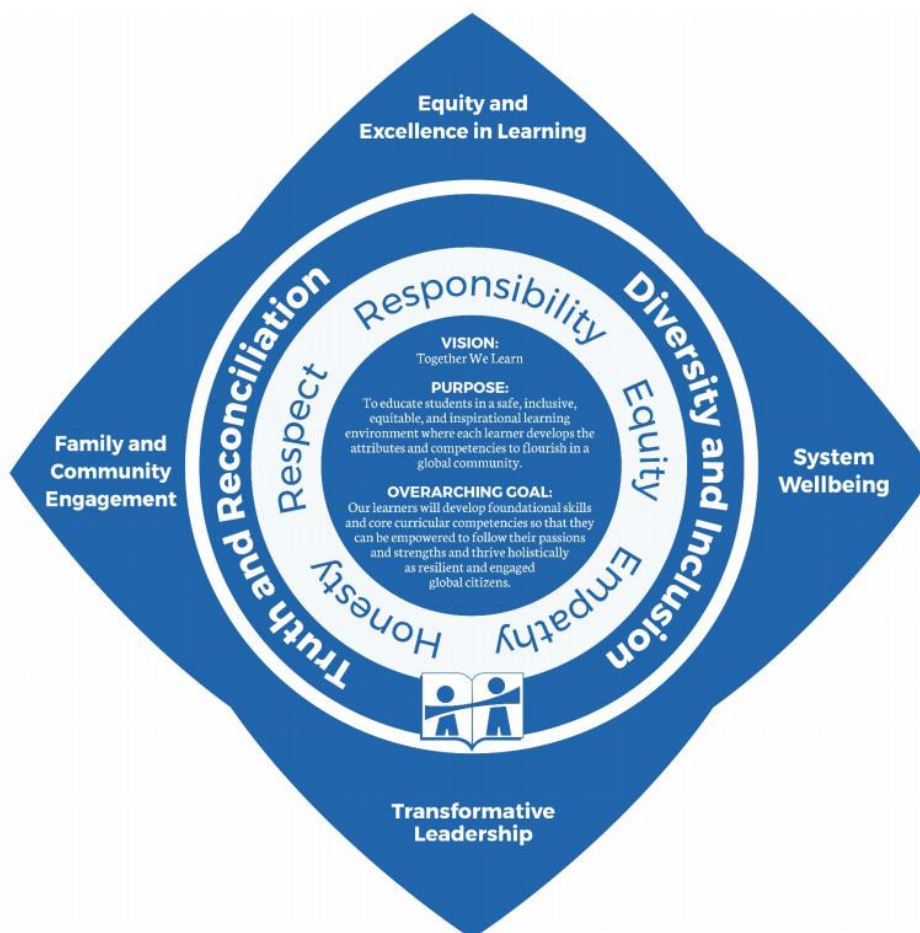 Equity and
Excellence in Learning
Truth and Reconciliation
Diversity and Inclusion
Responsibility
Respect
Equity
Honesty
Empathy
VISION:
Together We Learn
PURPOSE:
To educate students in a safe, inclusive,
equitable, and inspirational learning
environment where each learner develops the
attributes and competencies to flourish in a
global community.
OVERARCHING GOAL:
Our learners will develop foundational skills
and core curricular competencies so that they
can be empowered to follow their passions
and strengths and thrive holistically
as resilient and engaged
global citizens.
Family and
Community
Engagement
System
Wellbeing
Transformative
Leadership